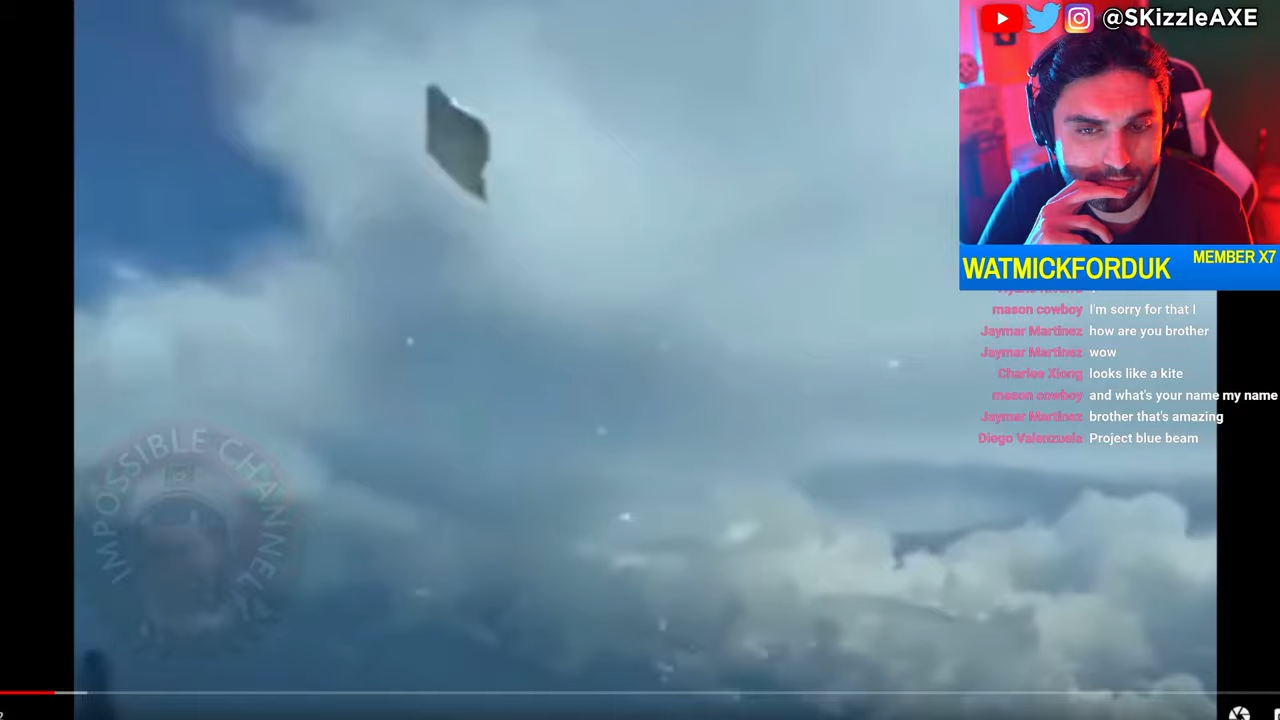 @SKizzleAXE
WATMICKFORDUK
MEMBER X7
mason cowboy I'm sorry for that I
Jaymar Martinez how are you brother
Jaymar Martinez wow
Charles Xiong looks like a kite
mason cowboy and what's your name my name
Jaymar Martinez brother that's amazing
Diego Valenzuela Project blue beam
IMPOSSIBLE CHANNEL